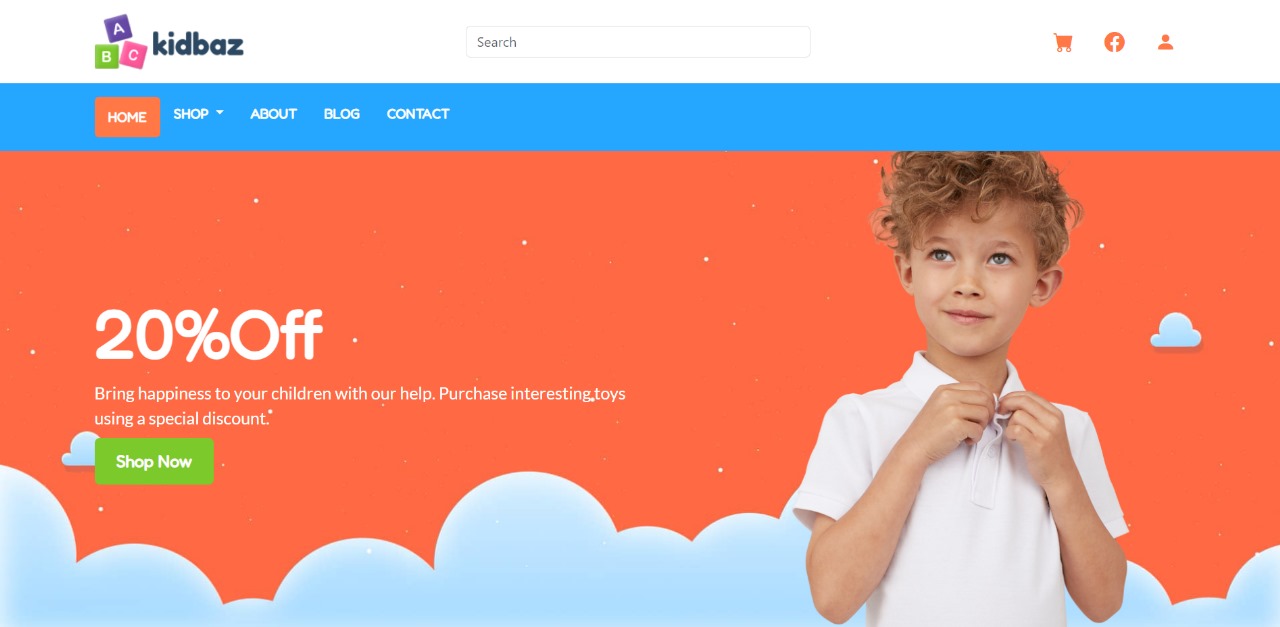 A
B C
kidbaz
Search
HOME SHOP ABOUT BLOG CONTACT
20%Off
Bring happiness to your children with our help. Purchase interesting toys
using a special discount.
Shop Now